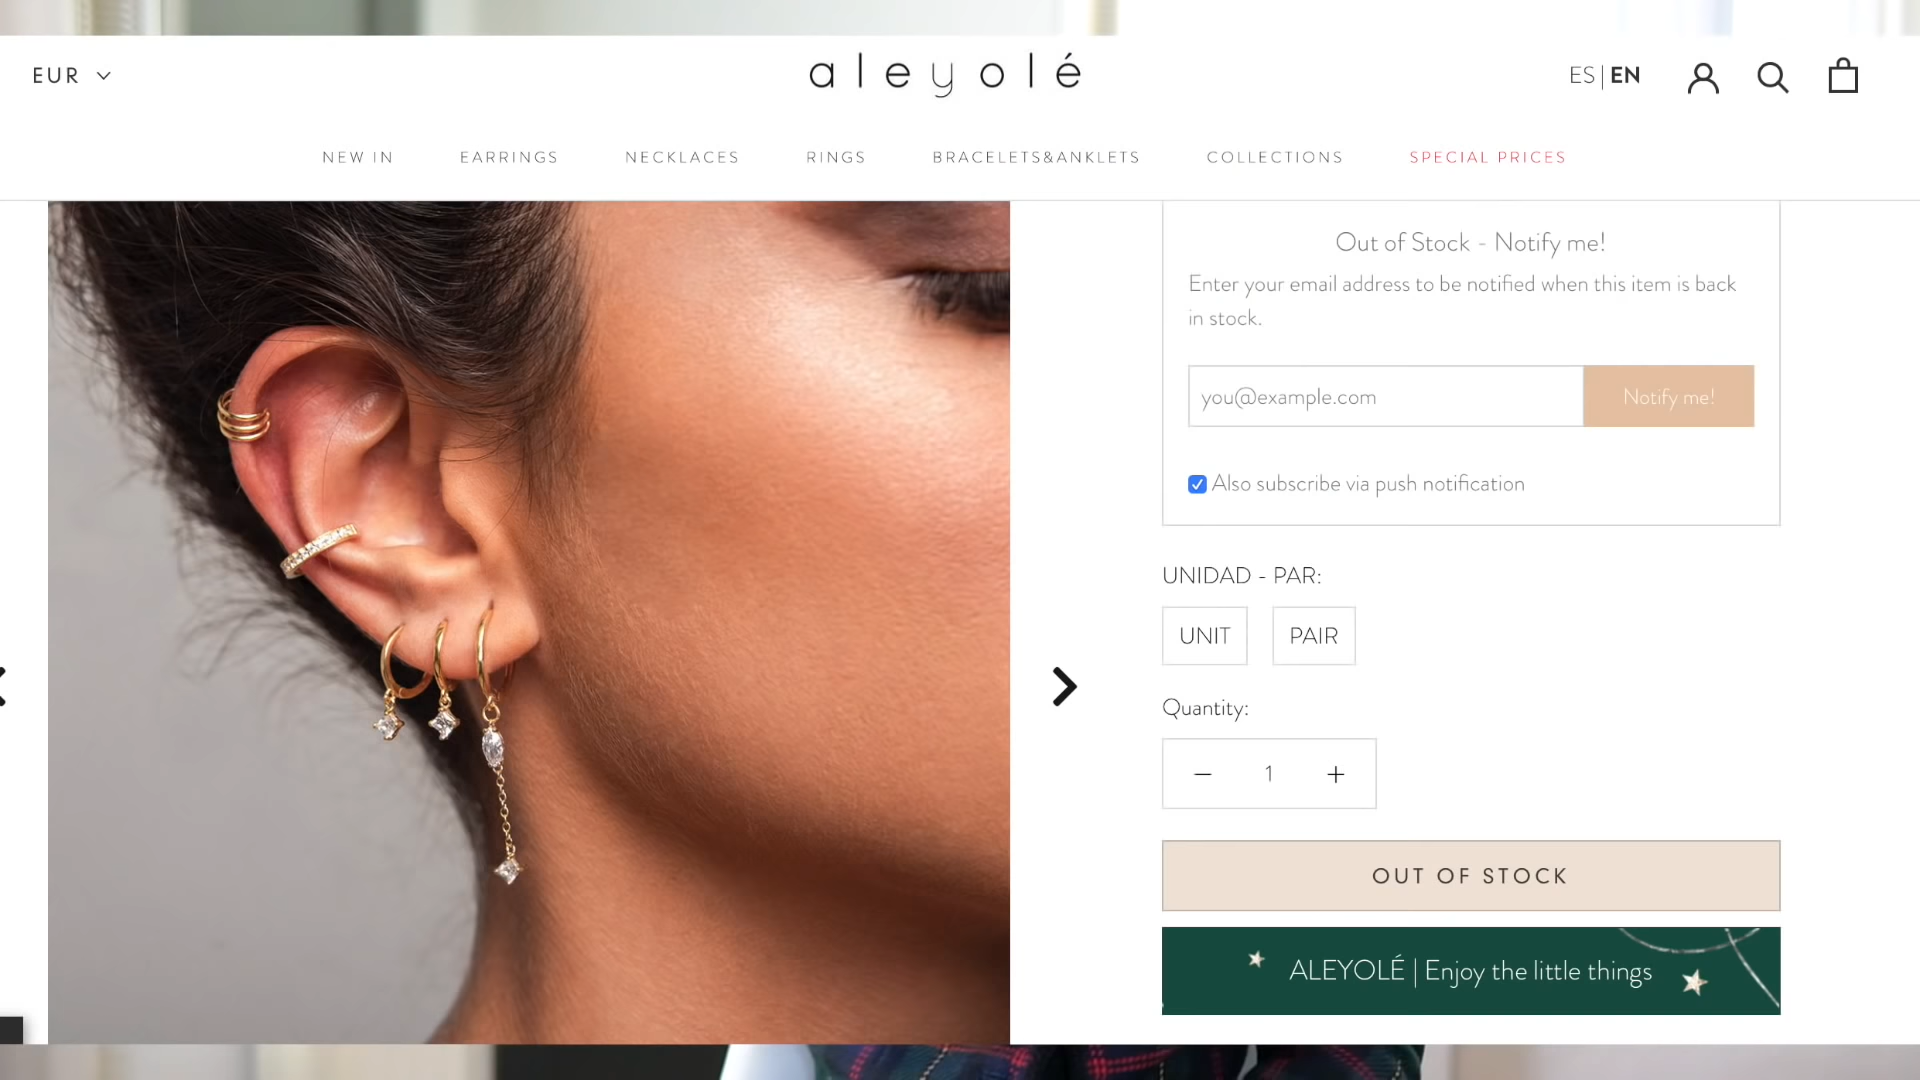 EUR
aleyolé
ES|EN
NEW IN
EARRINGS
NECKLACES
RINGS
BRACELETS&ANKLETS
COLLECTIONS
SPECIAL PRICES
Out of Stock - Notify me!
Enter your email address to be notified when this item is back
in stock.
you@example.com
Notify me!
Also subscribe via push notification
UNIDAD - PAR:
UNIT
PAIR
Quantity:
− 1 +
OUT OF STOCK
ALEYOLÉ | Enjoy the little things